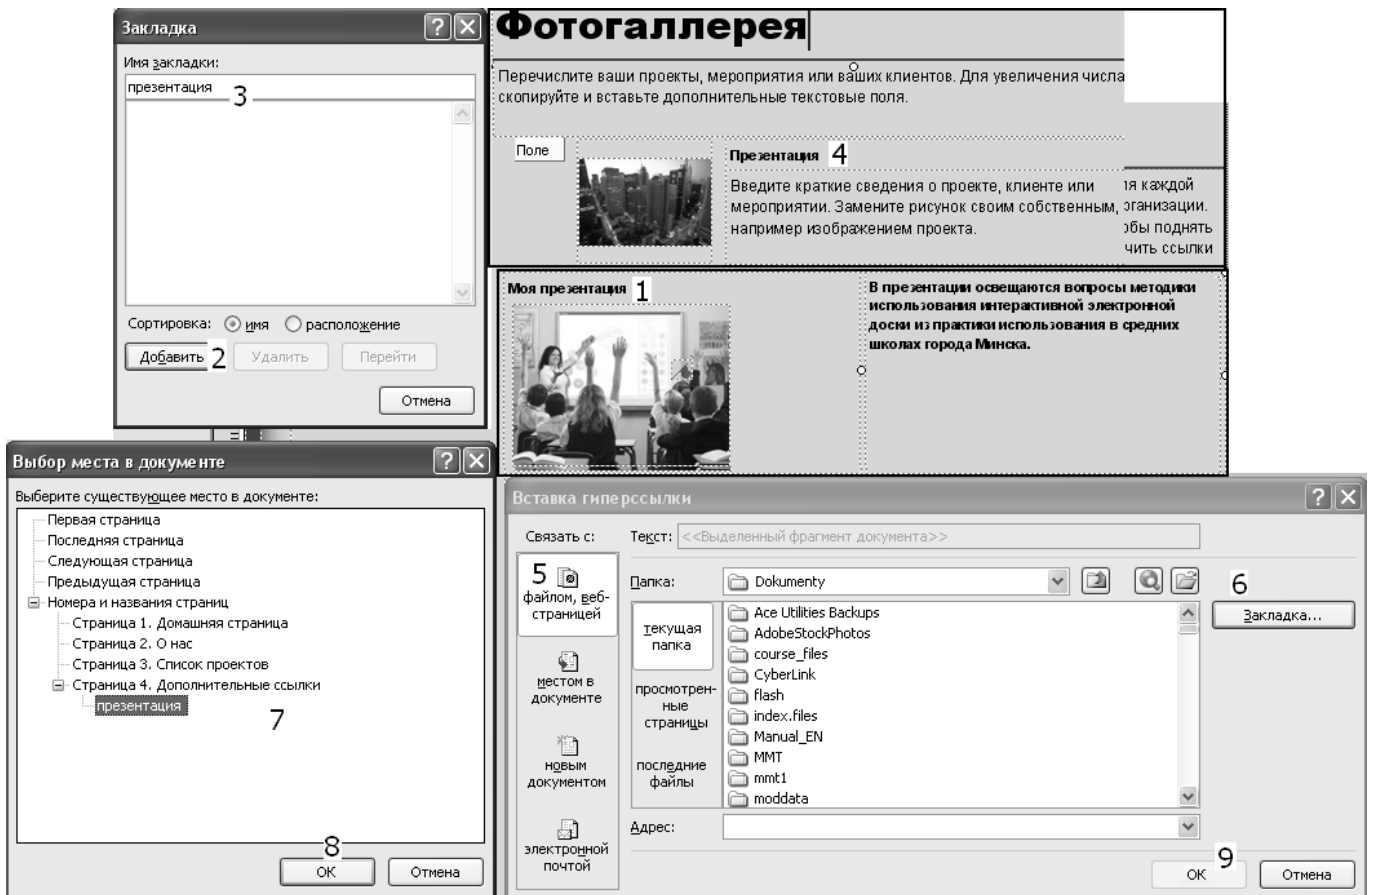 Закладка
Имя закладки:
презентация
3
Сортировка: имя расположение
Добавить 2 Удалить Перейти
Отмена
Фотогаллерея
Перечислите ваши проекты, мероприятия или ваших клиентов. Для увеличения числа
скопируйте и вставьте дополнительные текстовые поля.
Поле
Презентация 4
Введите краткие сведения о проекте, клиенте или
мероприятии. Замените рисунок своим собственным,
например изображением проекта.
ля каждой
рганизации.
обы поднять
чить ссылки
Моя презентация 1
В презентации освещаются вопросы методики
использования интерактивной электронной
доски из практики использования в средних
школах города Минска.
Выбор места в документе
Выберите существующее место в документе:
Первая страница
Последняя страница
Следующая страница
Предыдущая страница
Номера и названия страниц
Страница 1. Домашняя страница
Страница 2. О нас
Страница 3. Список проектов
Страница 4. Дополнительные ссылки
презентация
7
8
ОК Отмена
Вставка гиперссылки
Связать с:
Текст: <<Выделенный фрагмент документа>>
5
файлом, веб-
страницей
местом в
документе
новым
документом
электронной
почтой
Папка: Dokumenty
6
Закладка...
текущая
папка
просмотрен-
ные
страницы
последние
файлы
Ace Utilities Backups
AdobeStockPhotos
course_files
CyberLink
flash
index.files
Manual_EN
MMT
mmt1
moddata
Адрес:
9
ОК Отмена